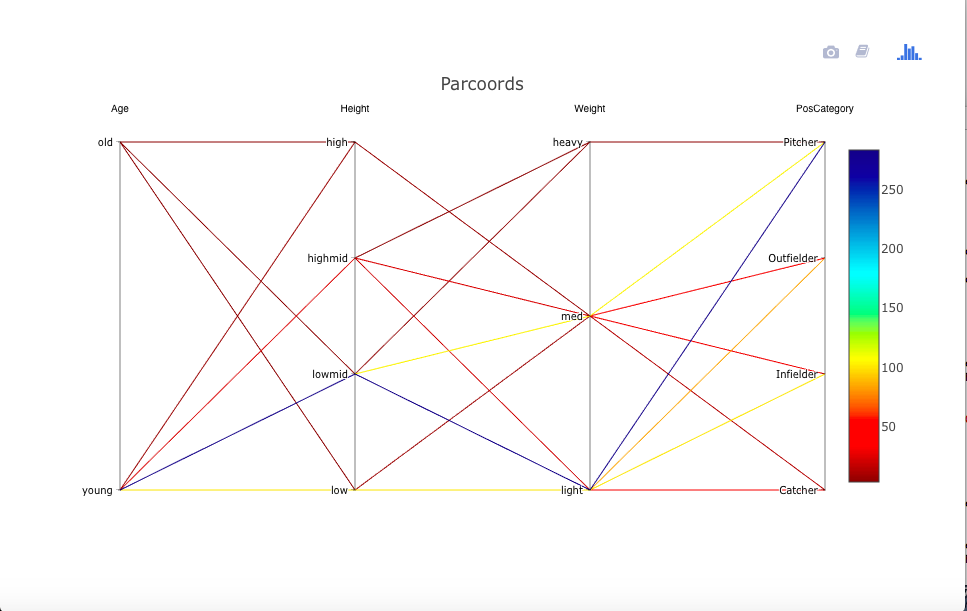 Parcoords
Age Height Weight PosCategory
old high heavy Pitcher
250
200
highmid Outfielder
150
med
lowmid Infielder
100
50
young low light Catcher